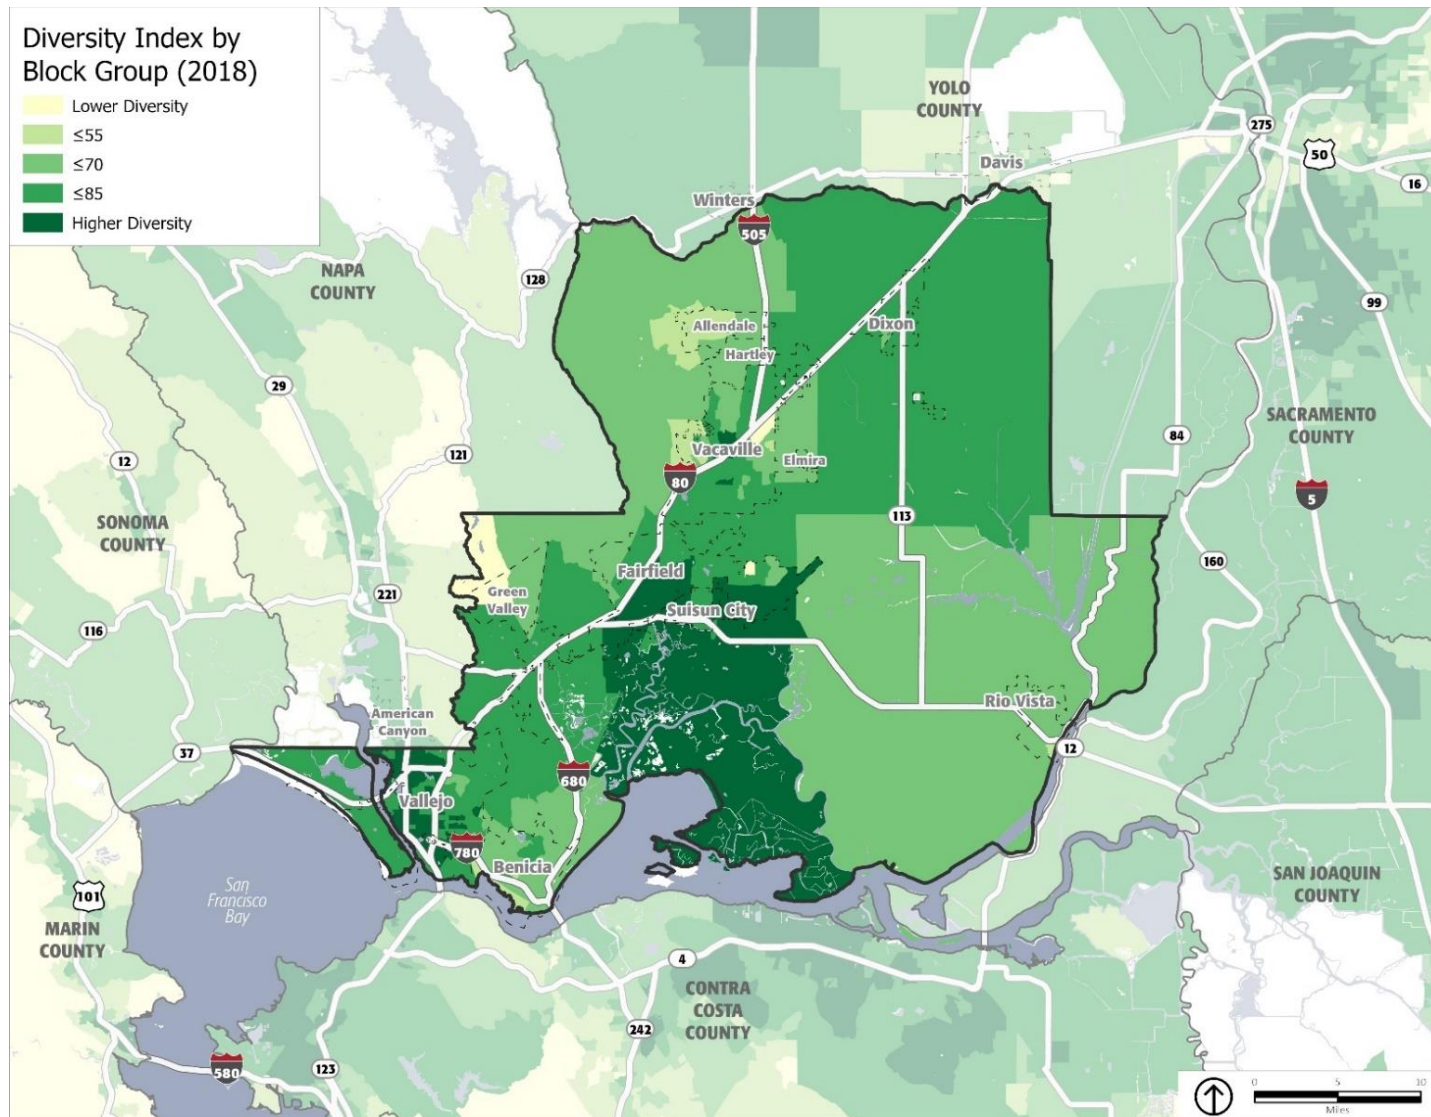 Diversity Index by
Block Group (2018)
Lower Diversity
≤55
≤70
≤85
Higher Diversity
YOLO
COUNTY
275
50
Davis
16
Winters
505
NAPA
COUNTY
128
99
Allendale
Dixon
Hartley
29
SACRAMENTO
COUNTY
84
Vacaville
121
12
Elmira
80
5
SONOMA
COUNTY
113
160
Fairfield
Green
Valley
221
Suisun City
116
Rio Vista
American
Canyon
12
37
680
Vallejo
780
Benicia
San
Francisco
Bay
101
MARIN
COUNTY
SAN JOAQUIN
COUNTY
4
CONTRA
COSTA
COUNTY
242
580
123
0 5 10
Miles